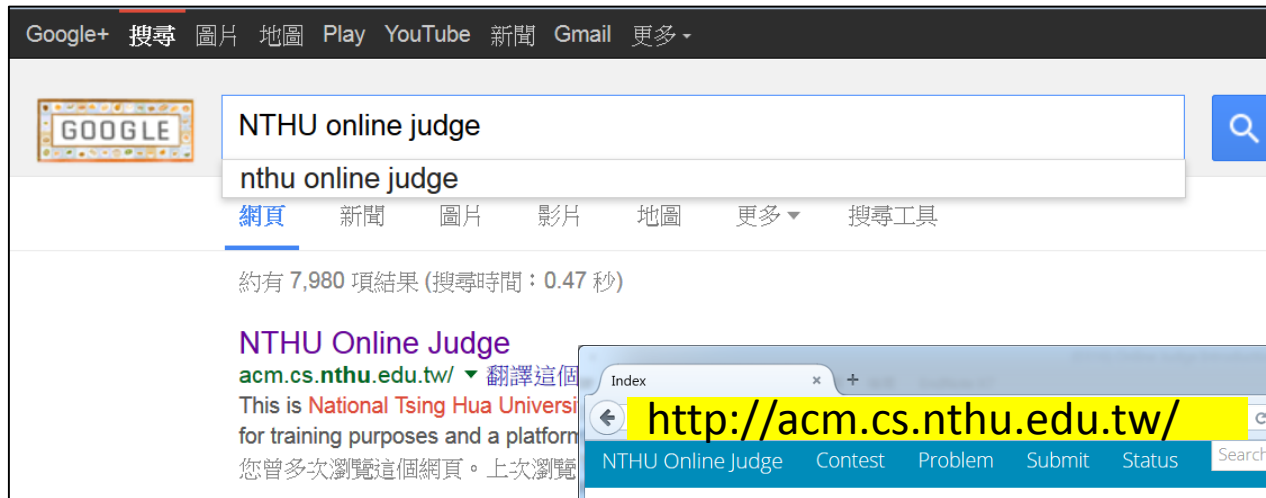 Google+ 搜尋 圖片 地圖 Play YouTube 新聞 Gmail 更多
GOOGLE
NTHU online judge
nthu online judge
網頁 新聞 圖片 影片 地圖 更多 搜尋工具
約有 7,980 項結果 (搜尋時間：0.47 秒)
NTHU Online Judge
acm.cs.nthu.edu.tw/ 翻譯這個
This is National Tsing Hua Universi
for training purposes and a platform
您曾多次瀏覽這個網頁。上次瀏覽
Index
http://acm.cs.nthu.edu.tw/
NTHU Online Judge Contest Problem Submit Status Search